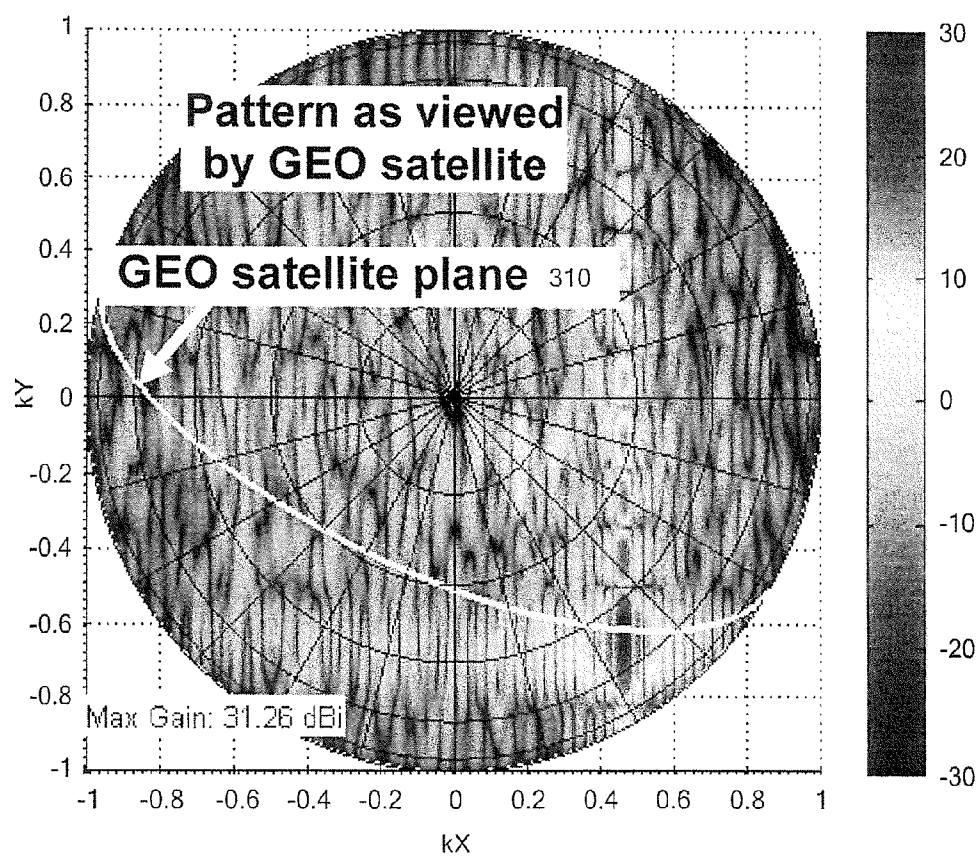 Pattern as viewed
by GEO satellite
GEO satellite plane 310
Max Gain: 31.26 dBi
kY
1
0.8
0.6
0.4
0.2
0
-0.2
-0.4
-0.6
-0.8
-1
-1 -0.8 -0.6 -0.4 -0.2 0 0.2 0.4 0.6 0.8 1
kX
30
20
10
0
-10
-20
-30